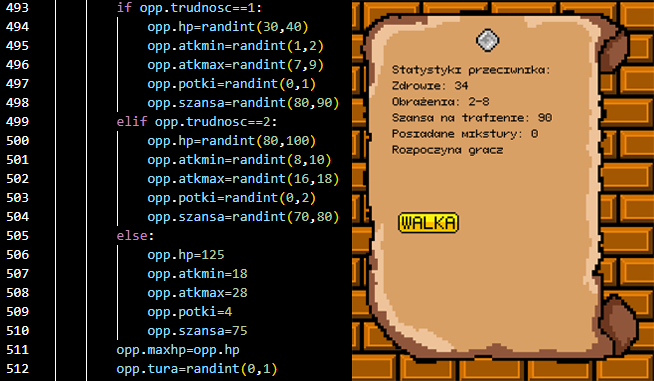 493 if opp.trudnosc==1:
494 opp.hp=randint(30,40)
495 opp.atkmin=randint(1,2)
496 opp.atkmax=randint(7,9)
497 opp.potki=randint(0,1)
498 opp.szansa=randint(80,90)
499 elif opp.trudnosc==2:
500 opp.hp=randint(80,100)
501 opp.atkmin=randint(8,10)
502 opp.atkmax=randint(16,18)
503 opp.potki=randint(0,2)
504 opp.szansa=randint(70,80)
505 else:
506 opp.hp=125
507 opp.atkmin=18
508 opp.atkmax=28
509 opp.potki=4
510 opp.szansa=75
511 opp.maxhp=opp.hp
512 opp.tura=randint(0,1)
Statystyki przeciwnika:
Zdrowie: 34
Obrażenia: 2-8
Szansa na trafienie: 90
Posiadane mikstury: 0
Rozpoczyna gracz
WALKA